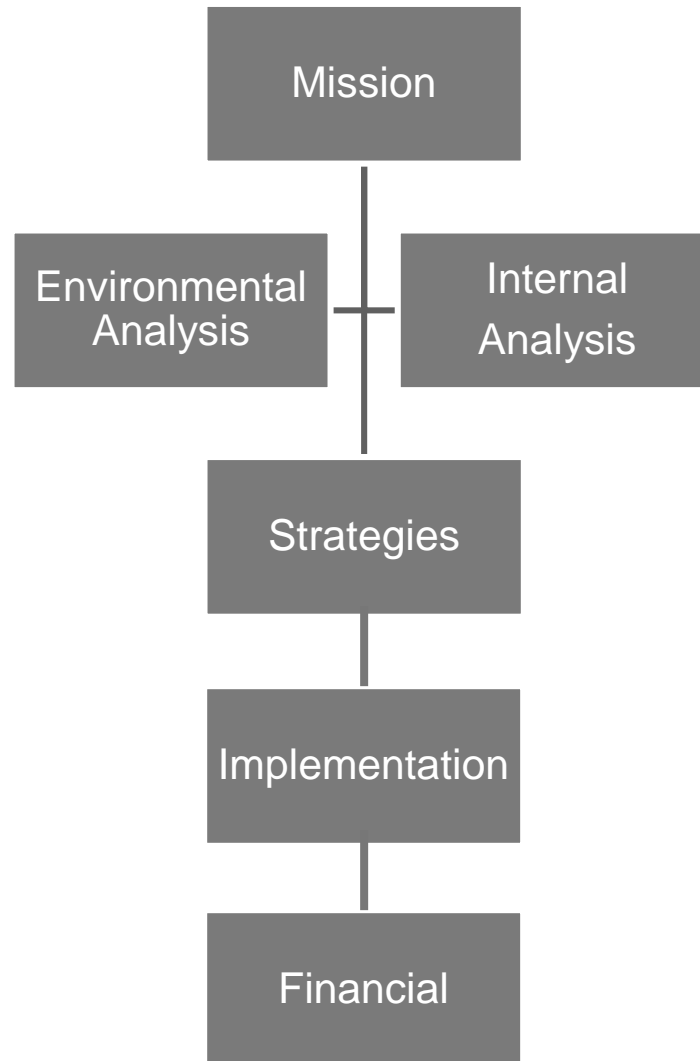 Mission
Environmental
Analysis
Internal
Analysis
Strategies
Implementation
Financial